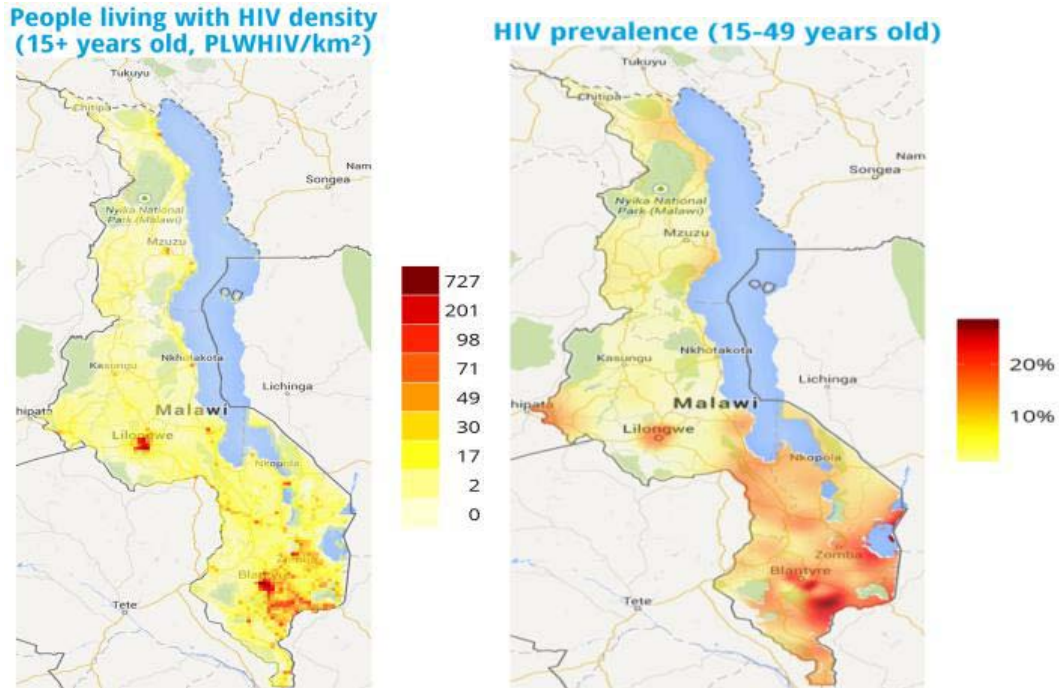 People living with HIV density
(15+ years old, PLWHIV/km²)
Tukuyu
Chitipa
Songea
Nam
Nyika National
Park (Malawi)
Mzuzu
Nkhotakota
Kasungu
Lichinga
hipata
Malawi
Lilongwe
Nkopola
Zomba
Tete
727
201
98
71
49
30
17
2
0
HIV prevalence (15-49 years old)
Tukuyu
Chitipa
Nam
Songea
Nyika National
Park (Malawi)
Mzuzu
Nkhotakota
Kasungu
Lichinga
hipata
Malawi
Lilongwe
Nkopola
Zomba
Blantyre
Tete
20%
10%